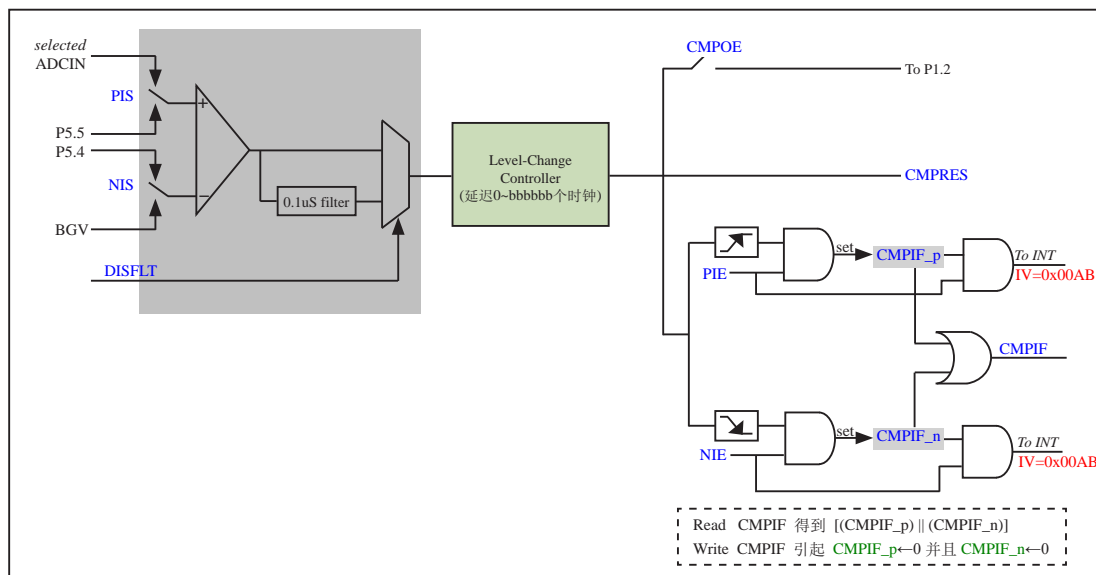 selected
ADCIN
PIS
P5.5
P5.4
NIS
BGV
DISFLT
+
−
0.1uS filter
Level-Change
Controller
(延迟0~bbbbbb个时钟)
CMPOE
To P1.2
CMPRES
PIE
set
CMPIF_p
To INT
IV=0x00AB
CMPIF
NIE
set
CMPIF_n
To INT
IV=0x00AB
Read CMPIF 得到 [(CMPIF_p) || (CMPIF_n)]
Write CMPIF 引起 CMPIF_p←0 并且 CMPIF_n←0